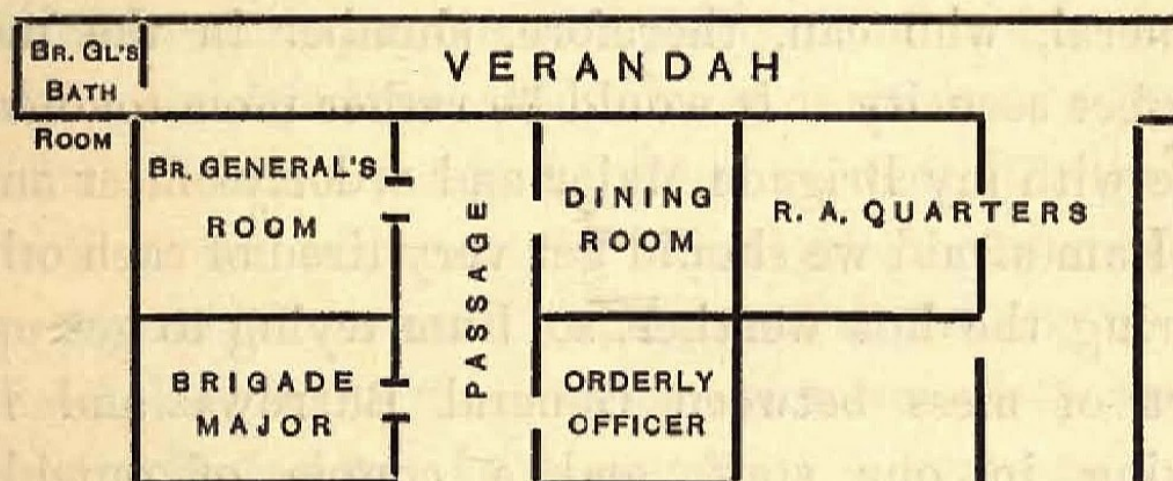 BR. GL'S
BATH
ROOM
VERANDAH
BR. GENERAL'S
ROOM
PASSAGE
DINING
ROOM
R. A. QUARTERS
BRIGADE
MAJOR
ORDERLY
OFFICER